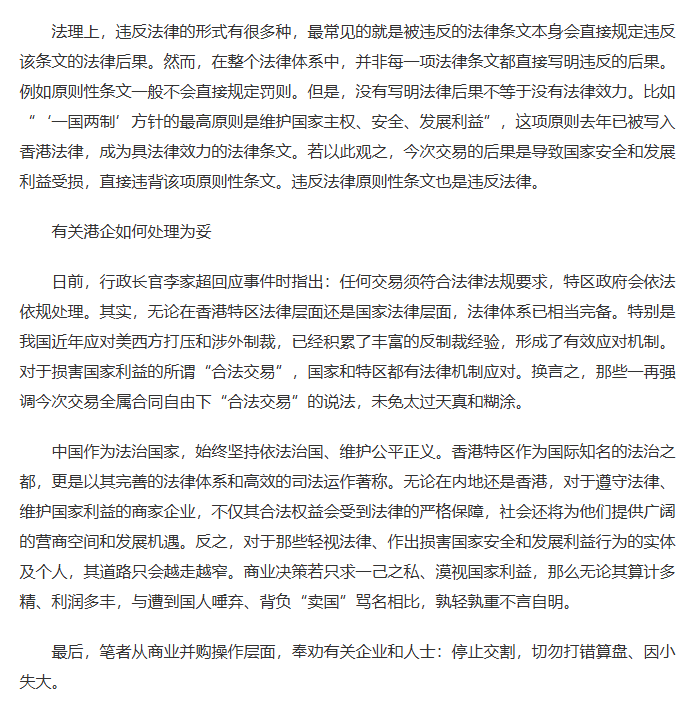 法理上，违反法律的形式有很多种，最常见的就是被违反的法律条文本身会直接规定违反
该条文的法律后果。然而，在整个法律体系中，并非每一项法律条文都直接写明违反的后果。
例如原则性条文一般不会直接规定罚则。但是，没有写明法律后果不等于没有法律效力。比如
“‘一国两制’方针的最高原则是维护国家主权、安全、发展利益”，这项原则去年已被写入
香港法律，成为具法律效力的法律条文。若以此观之，今次交易的后果是导致国家安全和发展
利益受损，直接违背该项原则性条文。违反法律原则性条文也是违反法律。
有关港企如何处理为妥
日前，行政长官李家超回应事件时指出：任何交易须符合法律法规要求，特区政府会依法
依规处理。其实，无论在香港特区法律层面还是国家法律层面，法律体系已相当完备。特别是
我国近年应对美西方打压和涉外制裁，已经积累了丰富的反制裁经验，形成了有效应对机制。
对于损害国家利益的所谓“合法交易”，国家和特区都有法律机制应对。换言之，那些一再强
调今次交易全属合同自由下“合法交易”的说法，未免太过天真和糊涂。
中国作为法治国家，始终坚持依法治国、维护公平正义。香港特区作为国际知名的法治之
都，更是以其完善的法律体系和高效的司法运作著称。无论在内地还是香港，对于遵守法律、
维护国家利益的商家企业，不仅其合法权益会受到法律的严格保障，社会还将为他们提供广阔
的营商空间和发展机遇。反之，对于那些轻视法律、作出损害国家安全和发展利益行为的实体
及个人，其道路只会越走越窄。商业决策若只求一己之私、漠视国家利益，那么无论其算计多
精、利润多丰，与遭到国人唾弃、背负“卖国”骂名相比，孰轻孰重不言自明。
最后，笔者从商业并购操作层面，奉劝有关企业和人士：停止交割，切勿打错算盘、因小
失大。